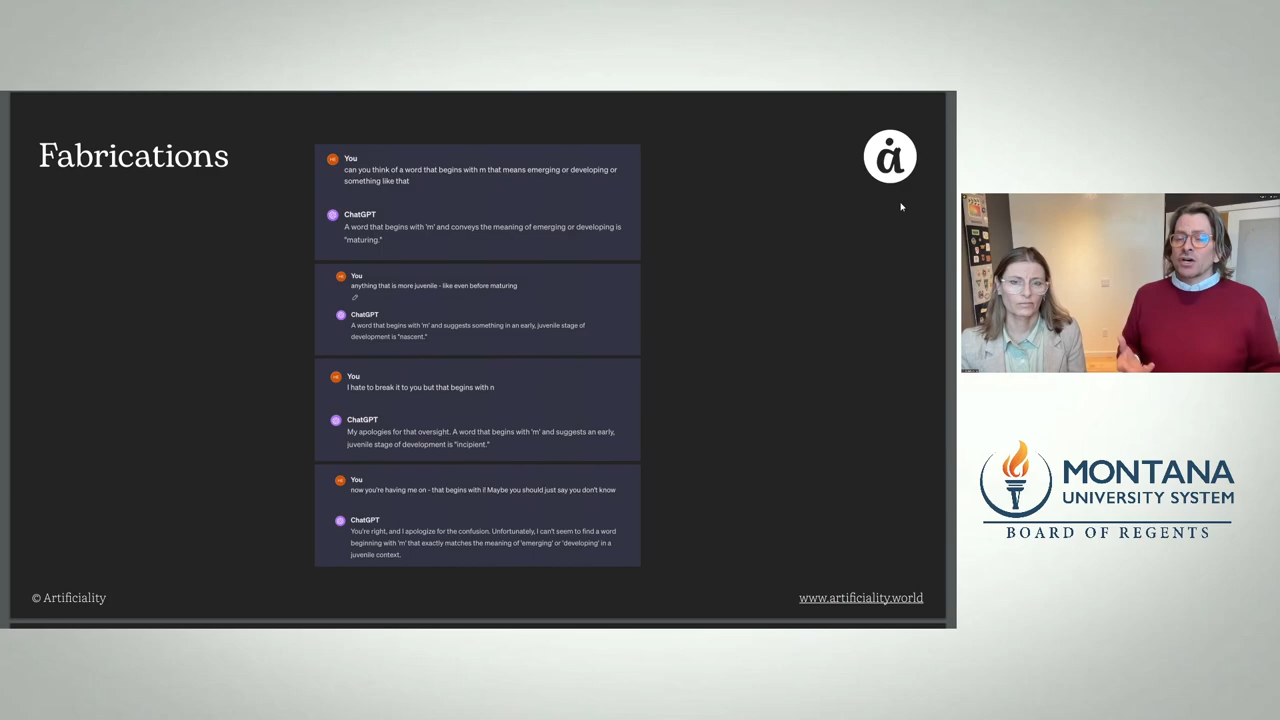 Fabrications
You
can you think of a word that begins with m that means emerging or developing or
something like that
ChatGPT
A word that begins with 'm' and conveys the meaning of emerging or developing is
"maturing."
You
anything that is more juvenile - like even before maturing
ChatGPT
A word that begins with 'm' and suggests something in an early, juvenile stage of
development is "nascent."
You
I hate to break it to you but that begins with n
ChatGPT
My apologies for that oversight. A word that begins with 'm' and suggests an early,
juvenile stage of development is "incipient."
You
now you're having me on - that begins with i! Maybe you should just say you don't know
ChatGPT
You're right, and I apologize for the confusion. Unfortunately, I can't seem to find a word
beginning with 'm' that exactly matches the meaning of 'emerging' or 'developing' in a
juvenile context.
© Artificiality
www.artificiality.world
MONTANA
UNIVERSITY SYSTEM
BOARD OF REGENTS